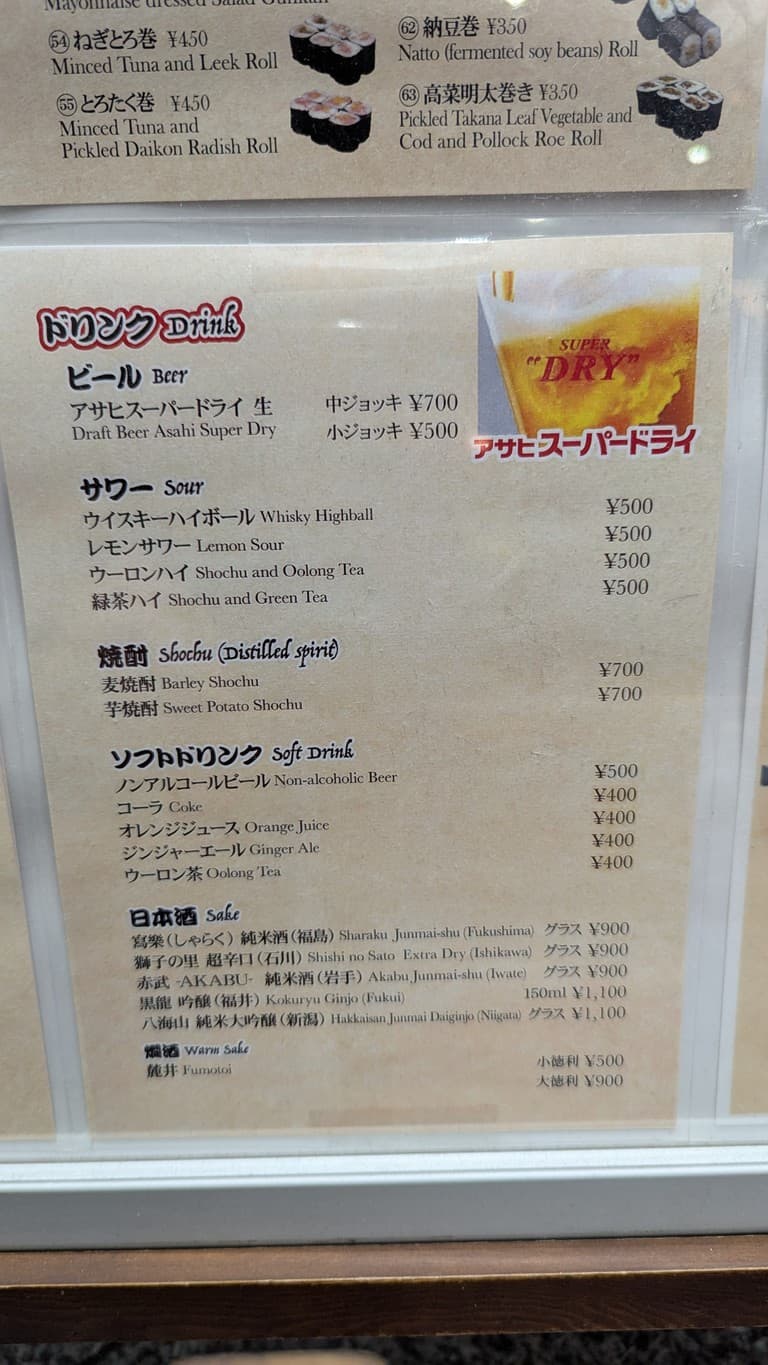 Mayonnaise dressed Salad Gunkan
54 ねぎとろ巻 ¥450
Minced Tuna and Leek Roll
55 とろたく巻 ¥450
Minced Tuna and
Pickled Daikon Radish Roll
62 納豆巻 ¥350
Natto (fermented soy beans) Roll
63 高菜明太巻き ¥350
Pickled Takana Leaf Vegetable and
Cod and Pollock Roe Roll
ドリンク Drink
SUPER
"DRY"
アサヒスーパードライ
ビール Beer
アサヒスーパードライ 生 中ジョッキ ¥700
Draft Beer Asahi Super Dry 小ジョッキ ¥500
サワー Sour
ウイスキーハイボール Whisky Highball ¥500
レモンサワー Lemon Sour ¥500
ウーロンハイ Shochu and Oolong Tea ¥500
緑茶ハイ Shochu and Green Tea ¥500
焼酎 Shochu (Distilled spirit)
麦焼酎 Barley Shochu ¥700
芋焼酎 Sweet Potato Shochu ¥700
ソフトドリンク Soft Drink
ノンアルコールビール Non-alcoholic Beer ¥500
コーラ Coke ¥400
オレンジジュース Orange Juice ¥400
ジンジャーエール Ginger Ale ¥400
ウーロン茶 Oolong Tea ¥400
日本酒 Sake
寫樂（しゃらく）純米酒（福島）Sharaku Junmai-shu (Fukushima) グラス ¥900
獅子の里 超辛口（石川）Shishi no Sato Extra Dry (Ishikawa) グラス ¥900
赤武 -AKABU- 純米酒（岩手）Akabu Junmai-shu (Iwate) グラス ¥900
黒龍 吟醸（福井）Kokuryu Ginjo (Fukui) 150ml ¥1,100
八海山 純米大吟醸（新潟）Hakkaisan Junmai Daiginjo (Niigata) グラス ¥1,100
燗酒 Warm Sake
麓井 Fumotoi 小徳利 ¥500
大徳利 ¥900